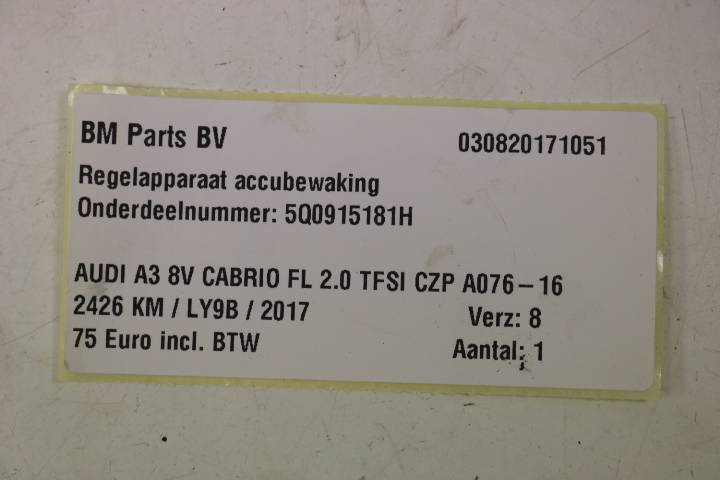 BM Parts BV 030820171051
Regelapparaat accubewaking
Onderdeelnummer: 5Q0915181H
AUDI A3 8V CABRIO FL 2.0 TFSI CZP A076-16
2426 KM / LY9B / 2017 Verz: 8
75 Euro incl. BTW Aantal: 1